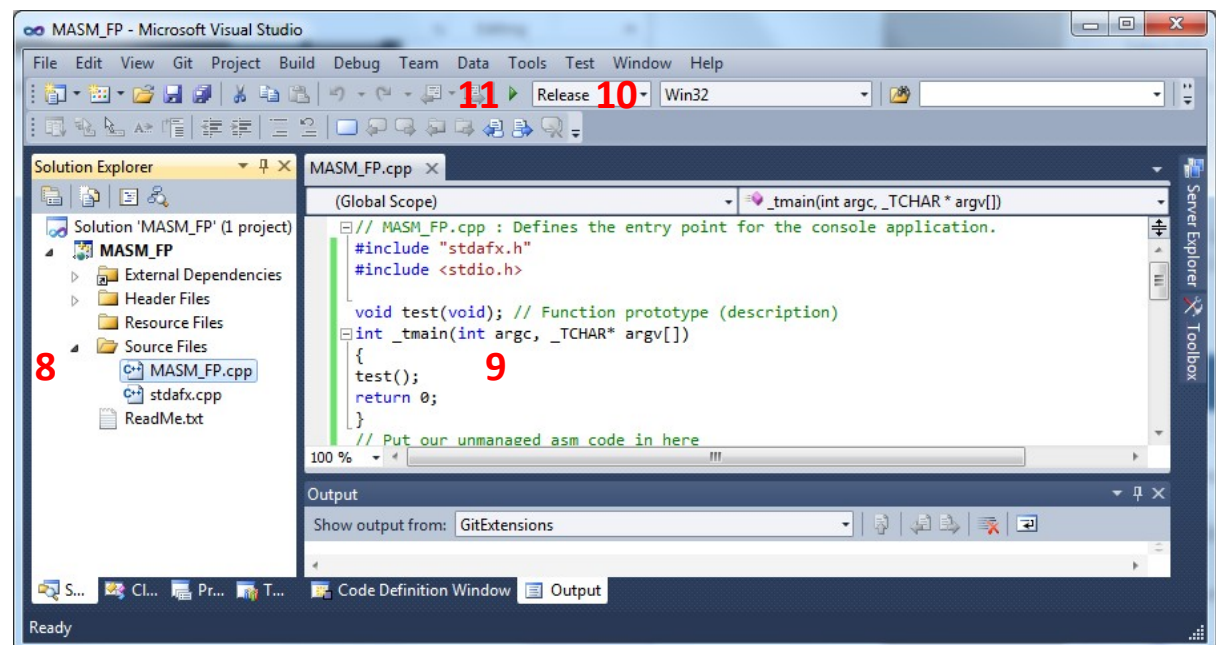 MASM_FP - Microsoft Visual Studio
File Edit View Git Project Build Debug Team Data Tools Test Window Help
11 Release 10 Win32
Solution Explorer
MASM_FP.cpp
(Global Scope) _tmain(int argc, _TCHAR * argv[])
Solution 'MASM_FP' (1 project)
MASM_FP
External Dependencies
Header Files
Resource Files
Source Files
8
MASM_FP.cpp
stdafx.cpp
ReadMe.txt
// MASM_FP.cpp : Defines the entry point for the console application.
#include "stdafx.h"
#include <stdio.h>
void test(void); // Function prototype (description)
int _tmain(int argc, _TCHAR* argv[])
{
test(); 9
return 0;
}
// Put our unmanaged asm code in here
100 %
Output
Show output from: GitExtensions
S... Cl... Pr... T... Code Definition Window Output
Ready
Server Explorer
Toolbox